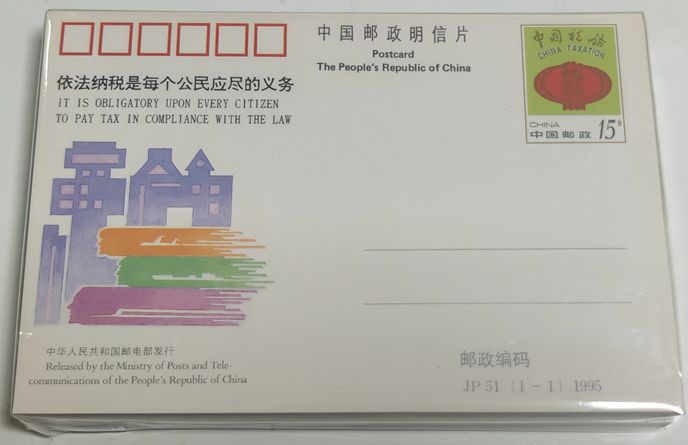 中国邮政明信片
Postcard
The People's Republic of China
依法纳税是每个公民应尽的义务
IT IS OBLIGATORY UPON EVERY CITIZEN
TO PAY TAX IN COMPLIANCE WITH THE LAW
中国税务
CHINA TAXATION
税
CHINA
中国邮政 15分
中华人民共和国邮电部发行
Released by the Ministry of Posts and Tele-
communications of the People's Republic of China
邮政编码
JP 51 (1-1) 1995